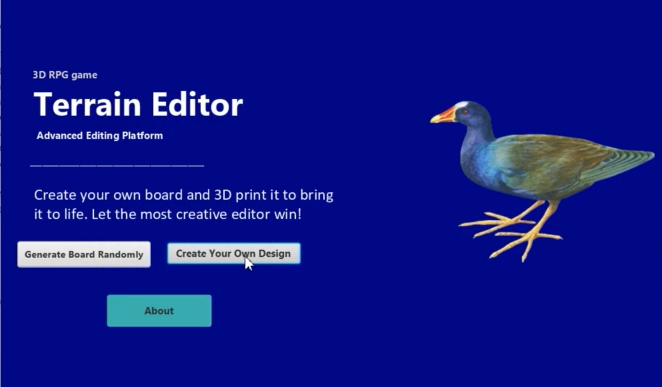 3D RPG game
Terrain Editor
Advanced Editing Platform
Create your own board and 3D print it to bring
it to life. Let the most creative editor win!
Generate Board Randomly
Create Your Own Design
About